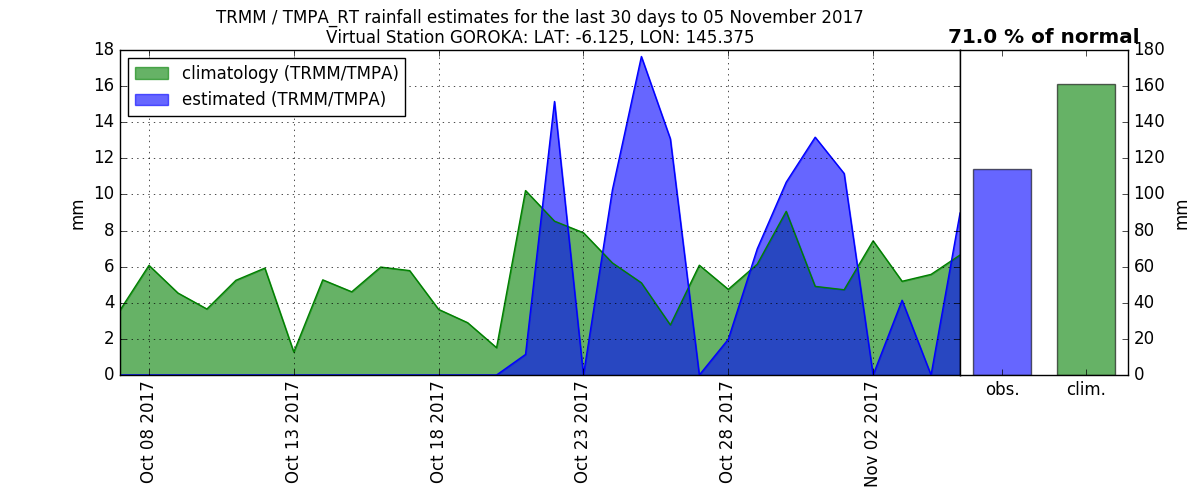 TRMM / TMPA_RT rainfall estimates for the last 30 days to 05 November 2017
Virtual Station GOROKA: LAT: -6.125, LON: 145.375
71.0 % of normal
climatology (TRMM/TMPA)
estimated (TRMM/TMPA)
mm
18
16
14
12
10
8
6
4
2
0
Oct 08 2017
Oct 13 2017
Oct 18 2017
Oct 23 2017
Oct 28 2017
Nov 02 2017
obs.
clim.
180
160
140
120
100
80
60
40
20
0
mm